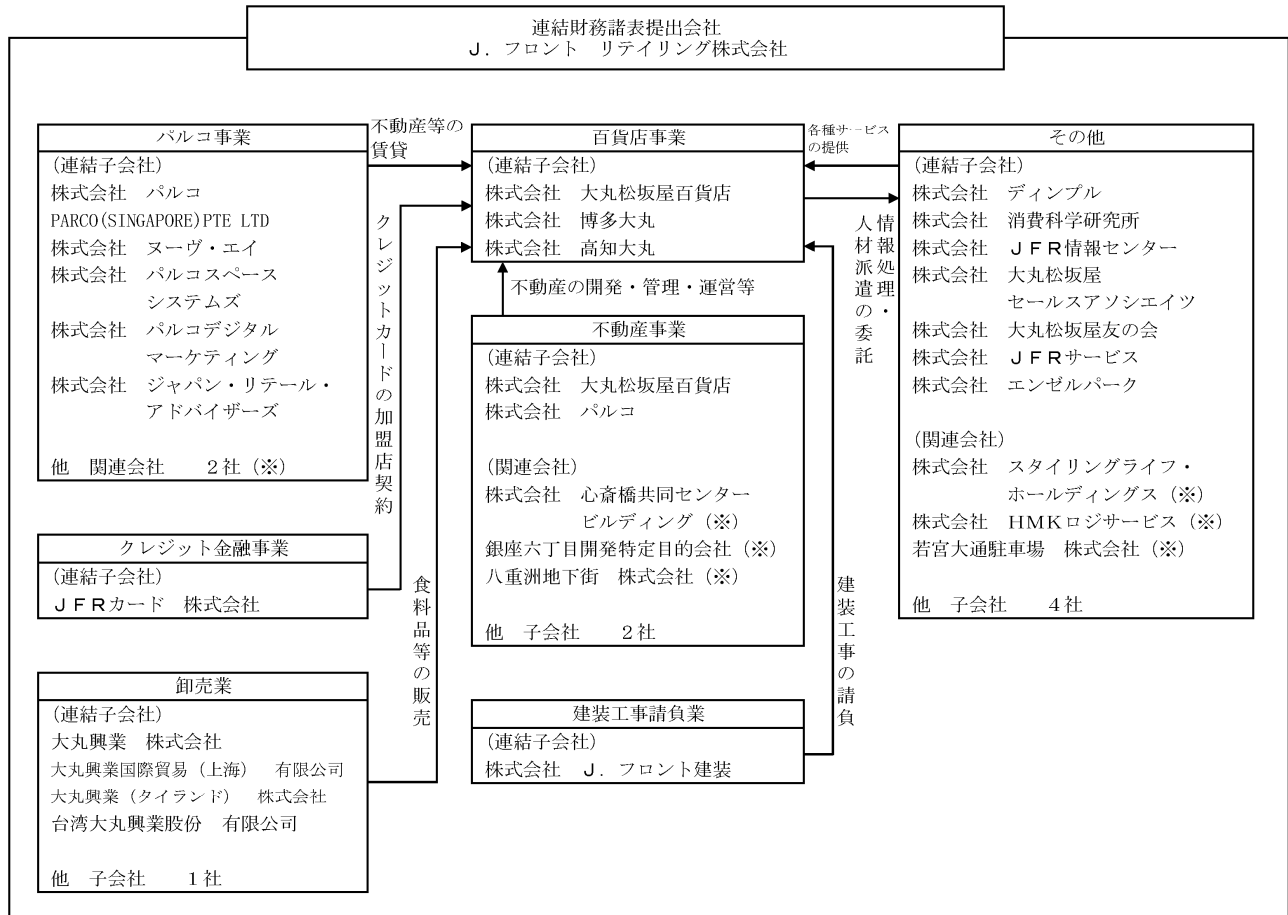 連結財務諸表提出会社
J.フロント　リテイリング株式会社
パルコ事業
(連結子会社)
株式会社　パルコ
PARCO(SINGAPORE)PTE LTD
株式会社　ヌーヴ・エイ
株式会社　パルコスペース
システムズ
株式会社　パルコデジタル
マーケティング
株式会社　ジャパン・リテール・
アドバイザーズ
他　関連会社　　2社(※)
不動産等の
賃貸
クレジットカードの加盟店契約
クレジット金融事業
(連結子会社)
JFRカード　株式会社
卸売業
(連結子会社)
大丸興業　株式会社
大丸興業国際貿易(上海)　有限公司
大丸興業(タイランド)　株式会社
台湾大丸興業股份　有限公司
他　子会社　　1社
食料品等の販売
百貨店事業
(連結子会社)
株式会社　大丸松坂屋百貨店
株式会社　博多大丸
株式会社　高知大丸
不動産の開発・管理・運営等
不動産事業
(連結子会社)
株式会社　大丸松坂屋百貨店
株式会社　パルコ
(関連会社)
株式会社　心斎橋共同センター
ビルディング(※)
銀座六丁目開発特定目的会社(※)
八重洲地下街　株式会社(※)
他　子会社　　2社
建装工事請負業
(連結子会社)
株式会社　J.フロント建装
建装工事の請負
各種サービス
の提供
情報処理・
人材派遣の委託
その他
(連結子会社)
株式会社　ディンプル
株式会社　消費科学研究所
株式会社　JFR情報センター
株式会社　大丸松坂屋
セールスアソシエイツ
株式会社　大丸松坂屋友の会
株式会社　JFRサービス
株式会社　エンゼルパーク
(関連会社)
株式会社　スタイリングライフ・
ホールディングス(※)
株式会社　HMKロジサービス(※)
若宮大通駐車場　株式会社(※)
他　子会社　　4社